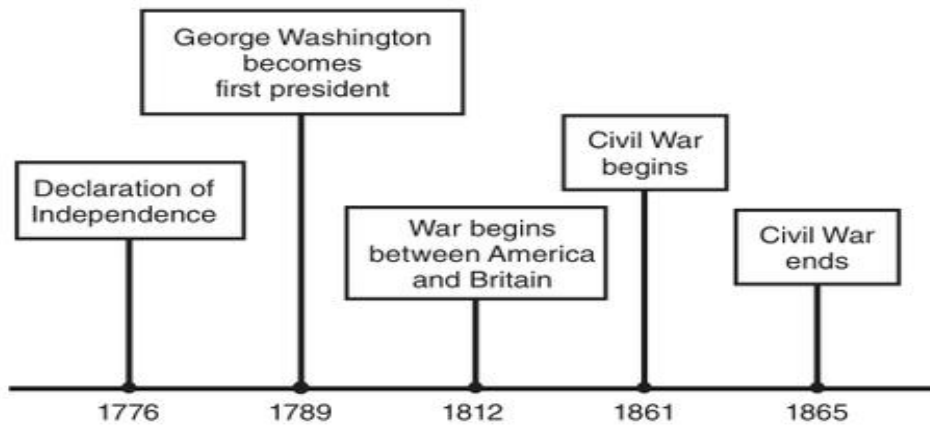 George Washington
becomes
first president
Declaration of
Independence
War begins
between America
and Britain
Civil War
begins
Civil War
ends
1776
1789
1812
1861
1865